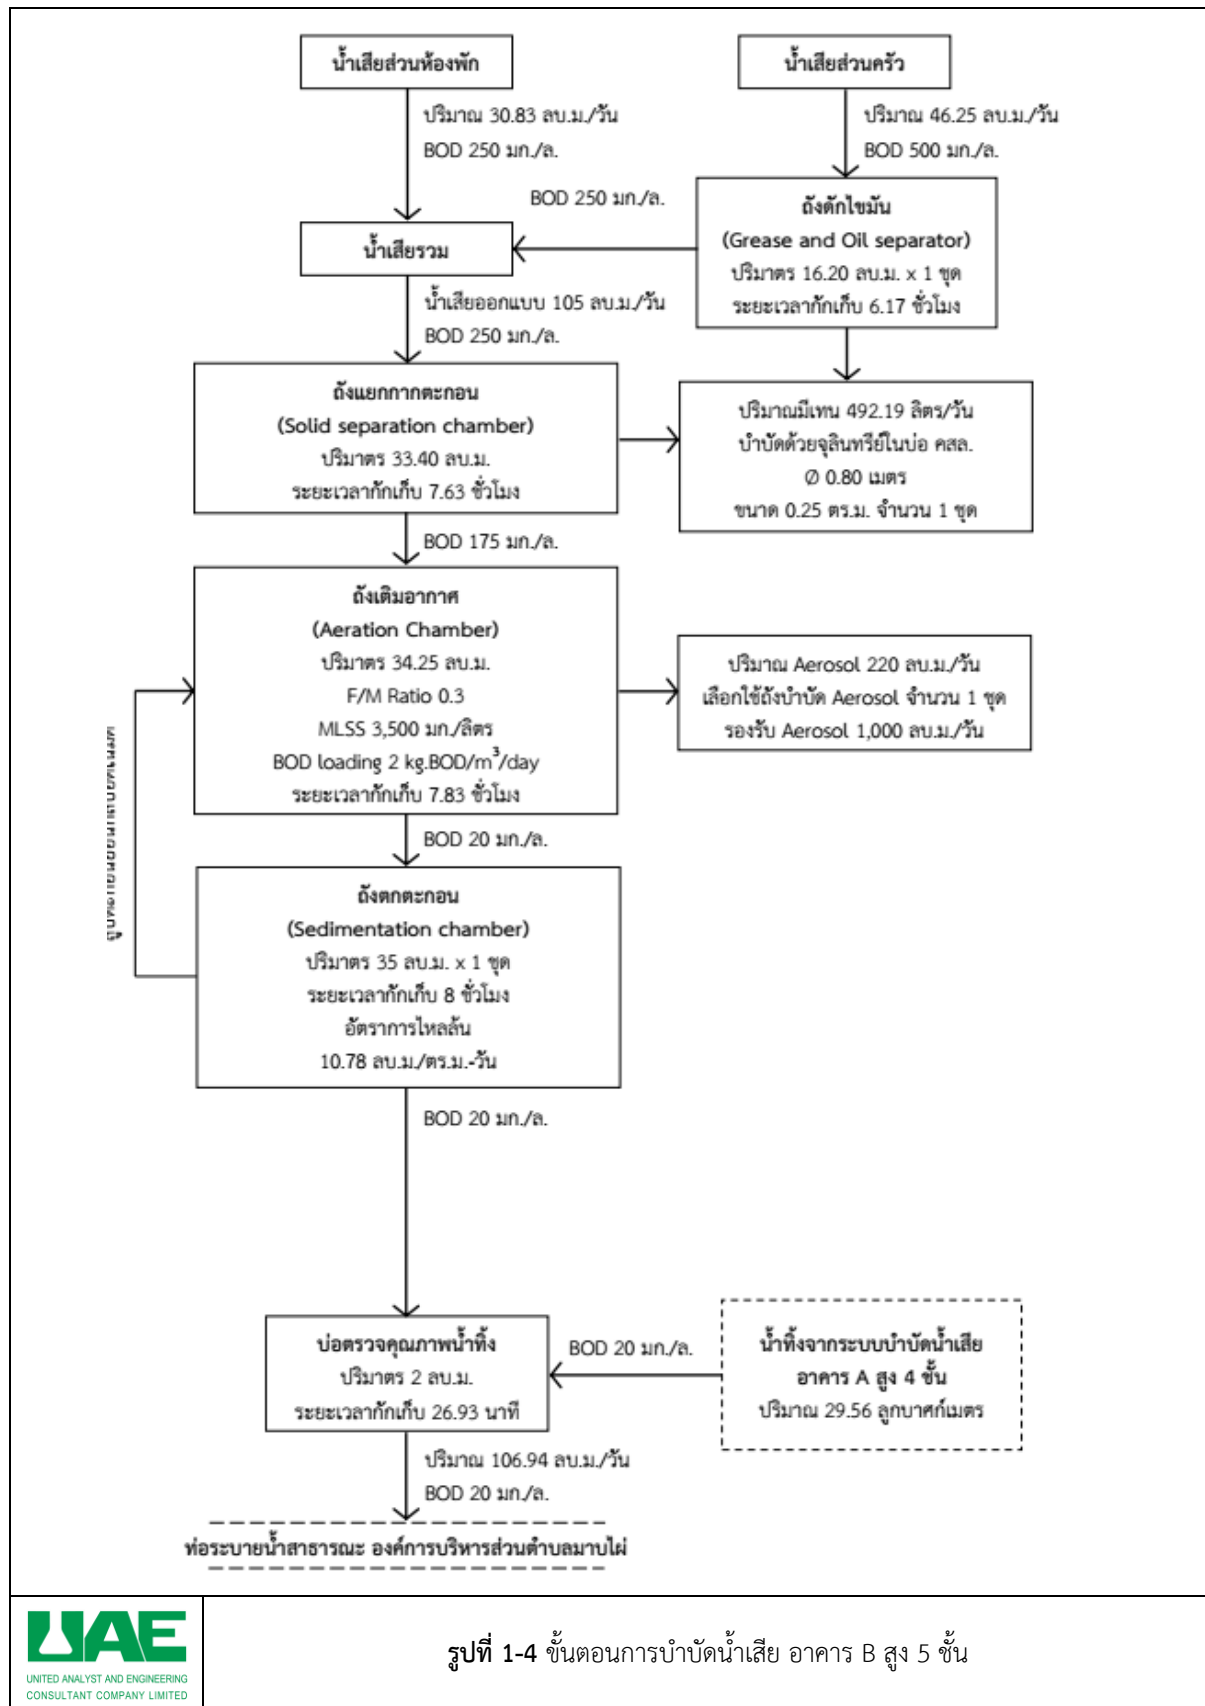 น้ำเสียส่วนห้องพัก
น้ำเสียส่วนครัว
ปริมาณ 30.83 ลบ.ม./วัน
BOD 250 มก./ล.
ปริมาณ 46.25 ลบ.ม./วัน
BOD 500 มก./ล.
BOD 250 มก./ล.
ถังดักไขมัน
(Grease and Oil separator)
ปริมาตร 16.20 ลบ.ม. x 1 ชุด
ระยะเวลากักเก็บ 6.17 ชั่วโมง
น้ำเสียรวม
น้ำเสียออกแบบ 105 ลบ.ม./วัน
BOD 250 มก./ล.
ถังแยกกากตะกอน
(Solid separation chamber)
ปริมาตร 33.40 ลบ.ม.
ระยะเวลากักเก็บ 7.63 ชั่วโมง
ปริมาณมีเทน 492.19 ลิตร/วัน
บำบัดด้วยจุลินทรีย์ในบ่อ คสล.
Ø 0.80 เมตร
ขนาด 0.25 ตร.ม. จำนวน 1 ชุด
BOD 175 มก./ล.
ถังเติมอากาศ
(Aeration Chamber)
ปริมาตร 34.25 ลบ.ม.
F/M Ratio 0.3
MLSS 3,500 มก./ลิตร
BOD loading 2 kg.BOD/m³/day
ระยะเวลากักเก็บ 7.83 ชั่วโมง
ปริมาณ Aerosol 220 ลบ.ม./วัน
เลือกใช้ถังบำบัด Aerosol จำนวน 1 ชุด
รองรับ Aerosol 1,000 ลบ.ม./วัน
BOD 20 มก./ล.
ถังตกตะกอน
(Sedimentation chamber)
ปริมาตร 35 ลบ.ม. x 1 ชุด
ระยะเวลากักเก็บ 8 ชั่วโมง
อัตราการไหลล้น
10.78 ลบ.ม./ตร.ม.-วัน
BOD 20 มก./ล.
บ่อตรวจคุณภาพน้ำทิ้ง
ปริมาตร 2 ลบ.ม.
ระยะเวลากักเก็บ 26.93 นาที
BOD 20 มก./ล.
น้ำทิ้งจากระบบบำบัดน้ำเสีย
อาคาร A สูง 4 ชั้น
ปริมาณ 29.56 ลูกบาศก์เมตร
ปริมาณ 106.94 ลบ.ม./วัน
BOD 20 มก./ล.
ท่อระบายน้ำสาธารณะ องค์การบริหารส่วนตำบลมาบไผ่
UAE
UNITED ANALYST AND ENGINEERING
CONSULTANT COMPANY LIMITED
รูปที่ 1-4 ขั้นตอนการบำบัดน้ำเสีย อาคาร B สูง 5 ชั้น